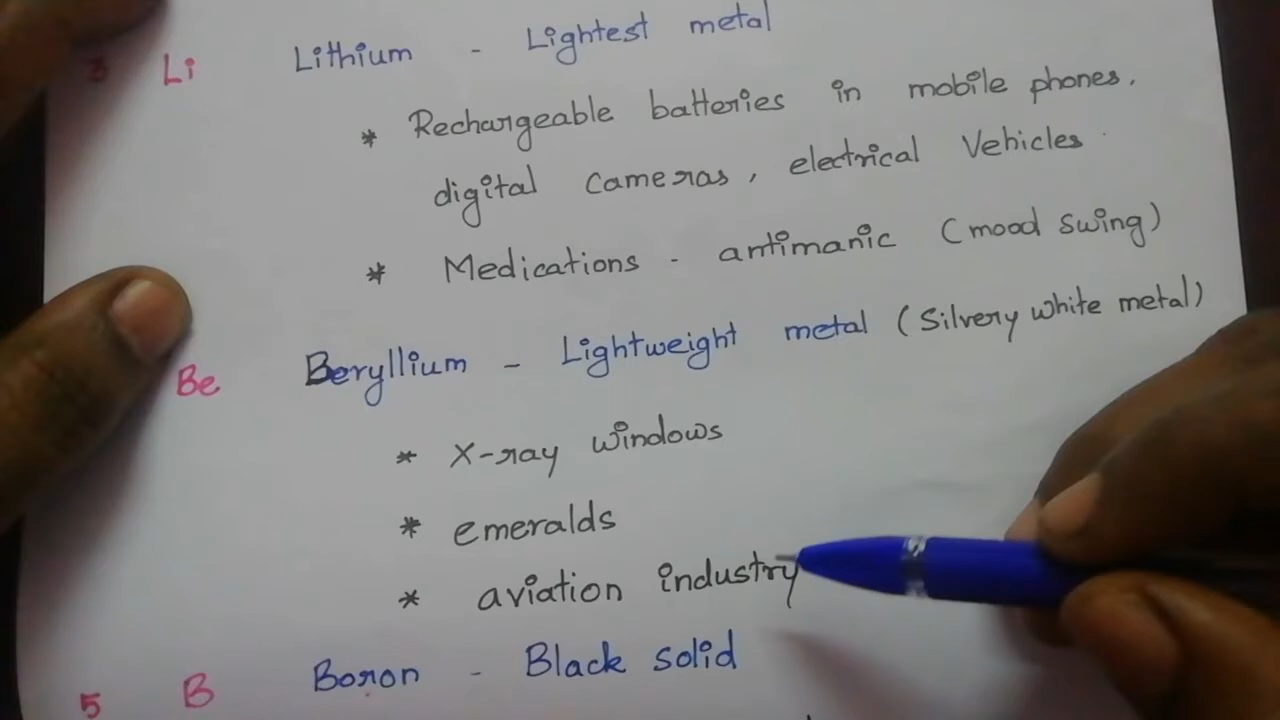 3 Li Lithium - Lightest metal
* Rechargeable batteries in mobile phones,
digital cameras, electrical Vehicles
* Medications - antimanic (mood swing)
Be Beryllium - Lightweight metal (Silvery white metal)
* X-ray windows
* emeralds
* aviation industry
5 B Boron - Black solid